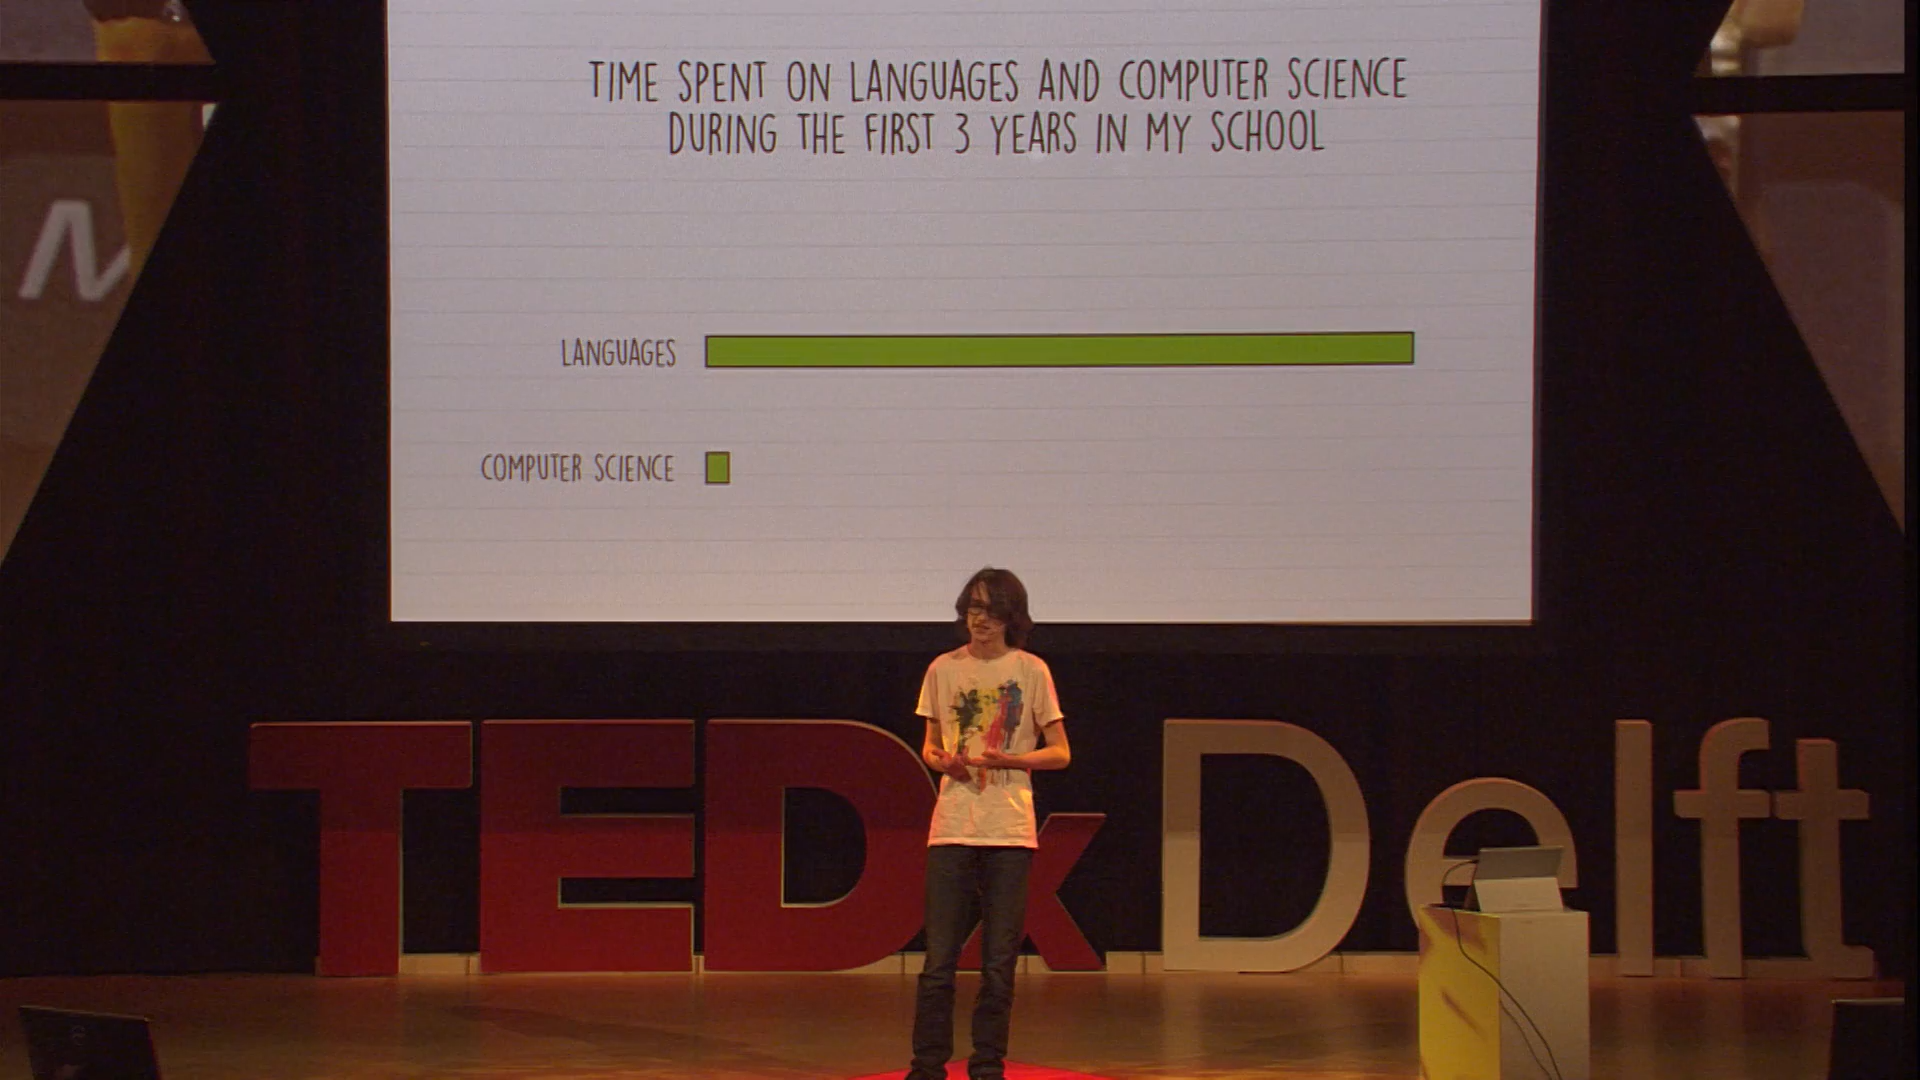 TIME SPENT ON LANGUAGES AND COMPUTER SCIENCE
DURING THE FIRST 3 YEARS IN MY SCHOOL
LANGUAGES
COMPUTER SCIENCE
TEDxDelft